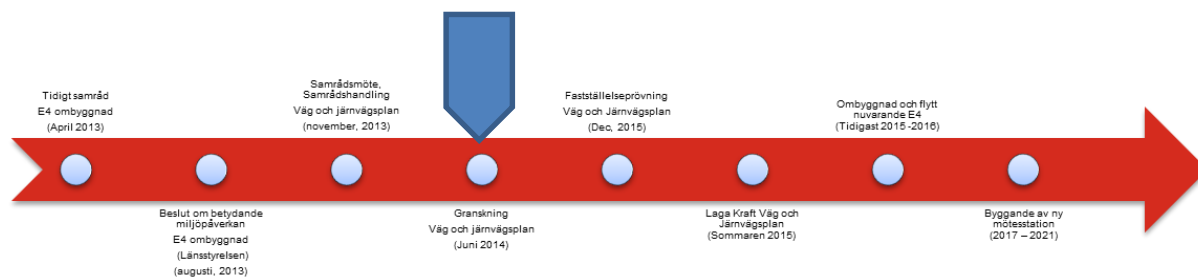 Tidigt samråd
E4 ombyggnad
(April 2013)
Beslut om betydande
miljöpåverkan
E4 ombyggnad
(Länsstyrelsen)
(augusti, 2013)
Samrådsmöte,
Samrådshandling
Väg och järnvägsplan
(november, 2013)
Granskning
Väg och järnvägsplan
(Juni 2014)
Fastställelseprövning
Väg och Järnvägsplan
(Dec, 2015)
Laga Kraft Väg och
Järnvägsplan
(Sommaren 2015)
Ombyggnad och flytt
nuvarande E4
(Tidigast 2015 -2016)
Byggande av ny
mötesstation
(2017 – 2021)